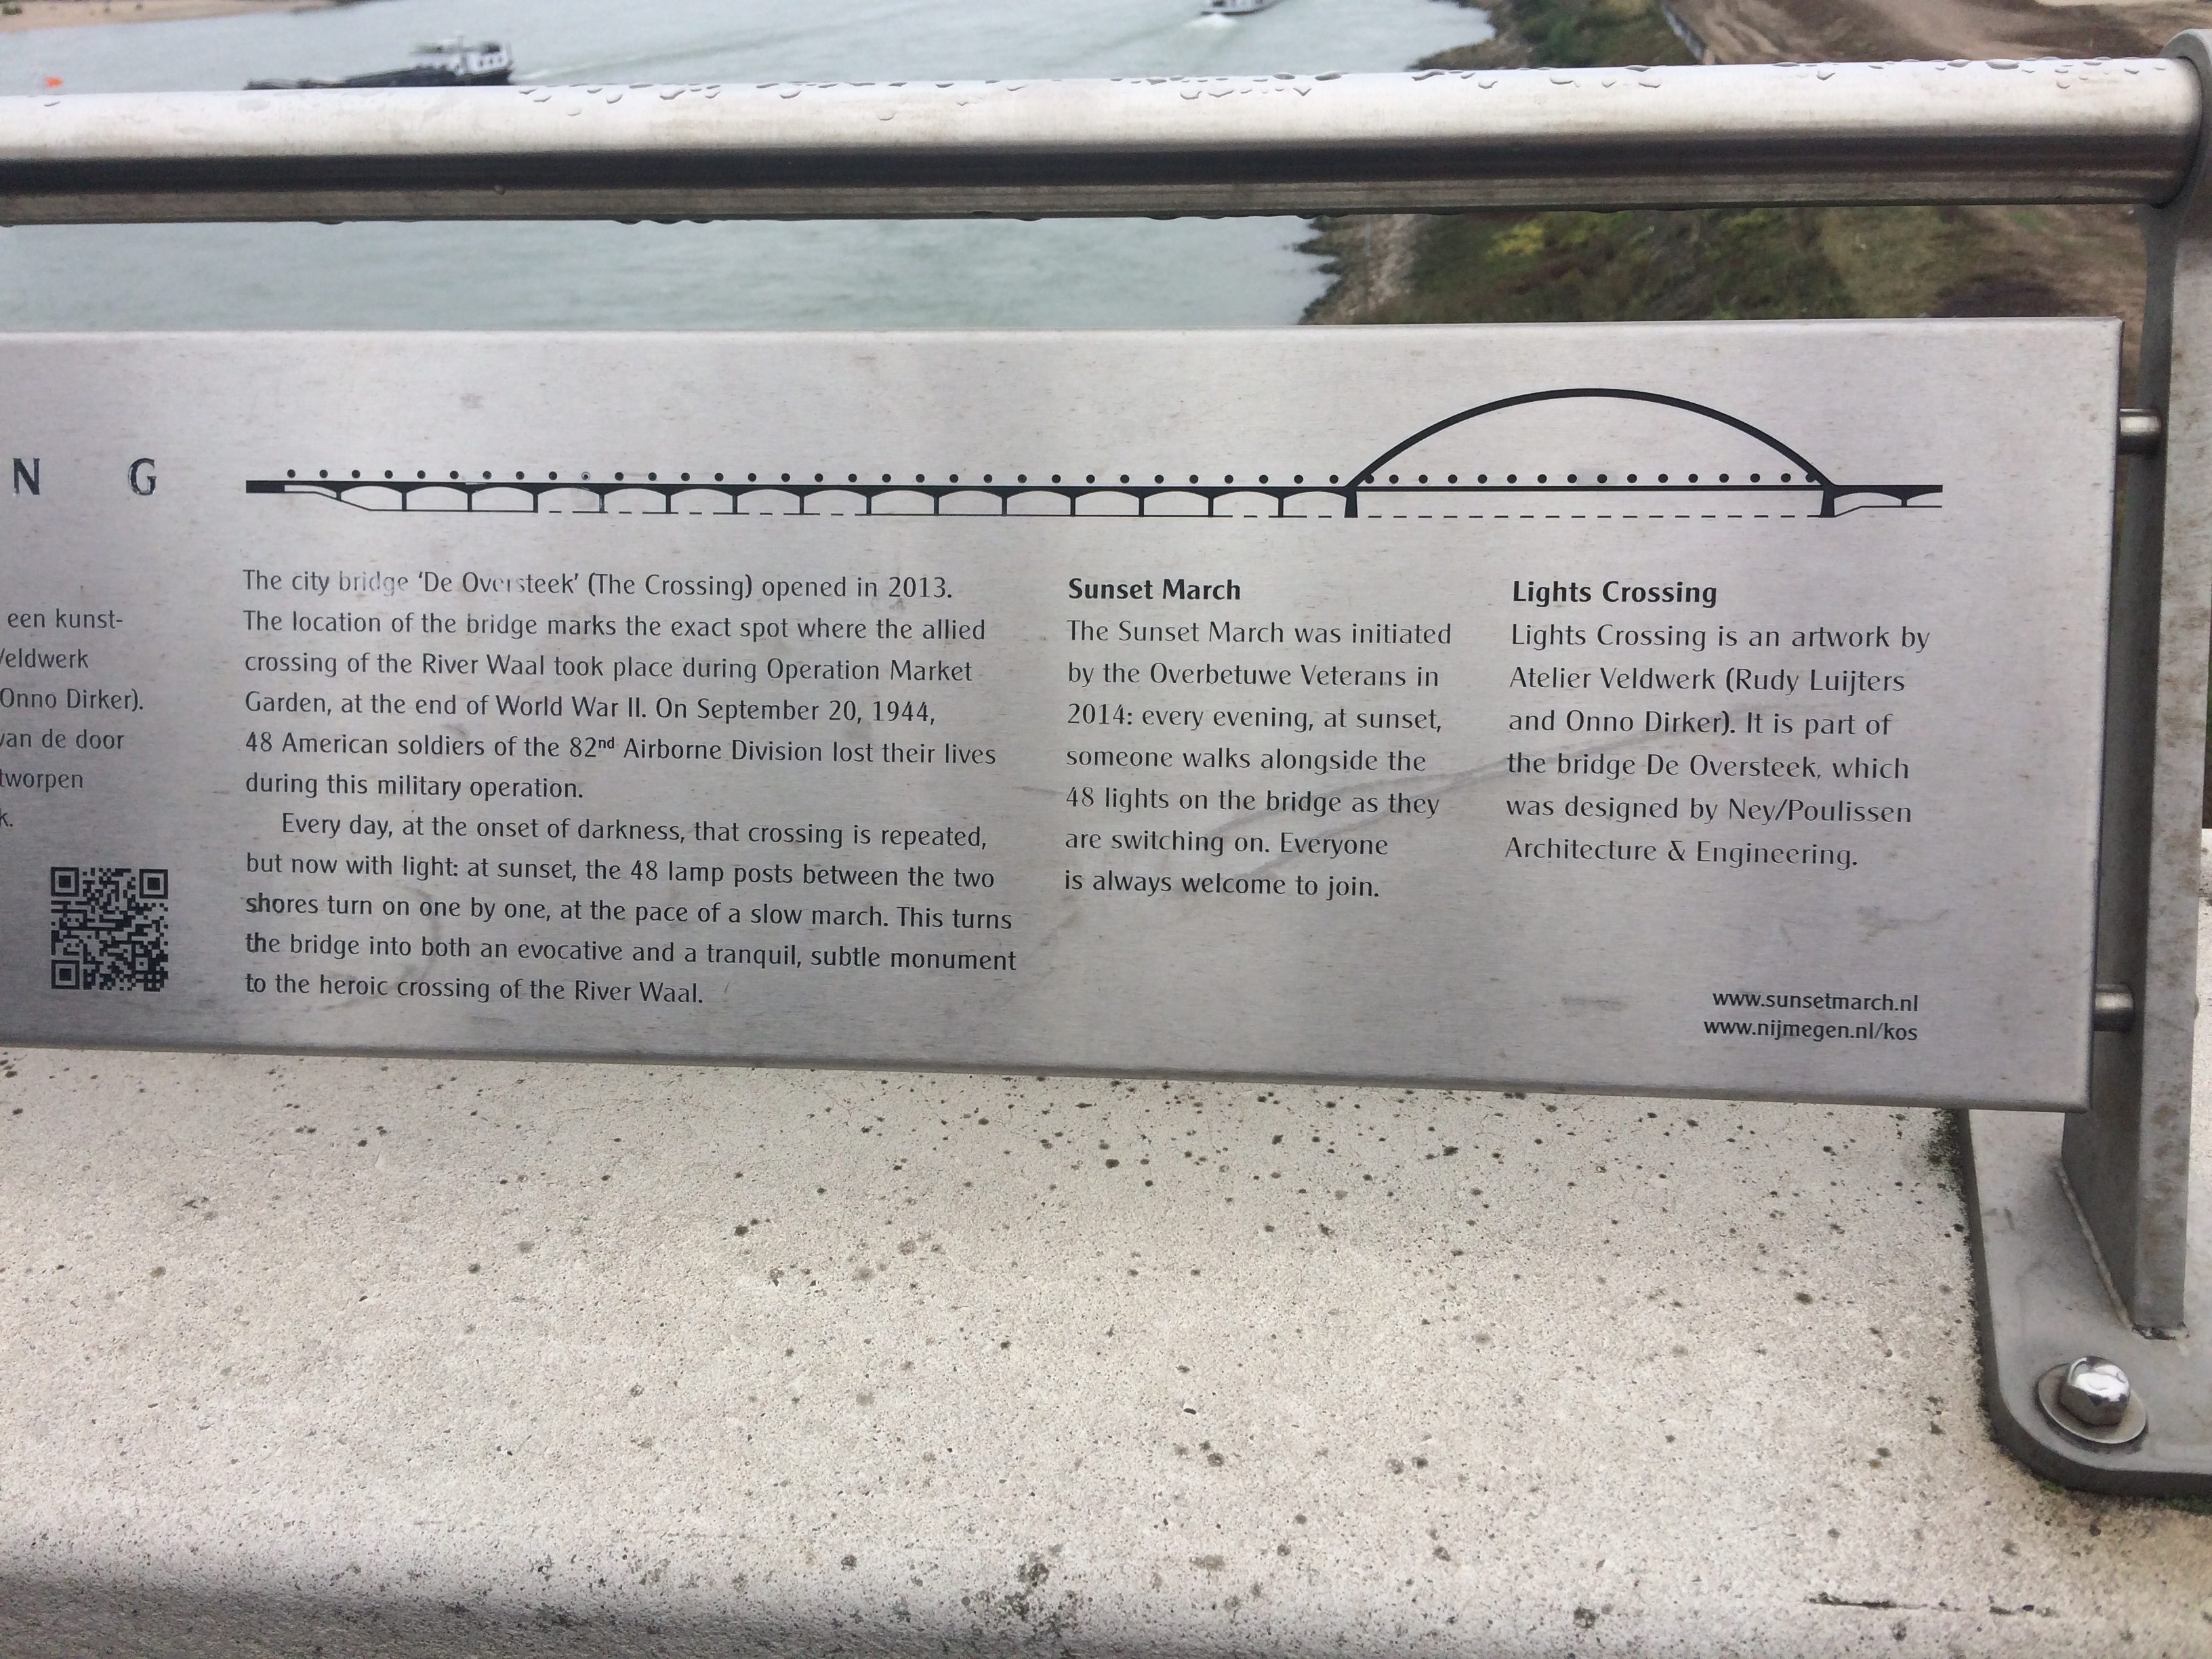 N G
een kunst-
Veldwerk
Onno Dirker).
van de door
tworpen
k.
The city bridge ‘De Oversteek’ (The Crossing) opened in 2013.
The location of the bridge marks the exact spot where the allied
crossing of the River Waal took place during Operation Market
Garden, at the end of World War II. On September 20, 1944,
48 American soldiers of the 82nd Airborne Division lost their lives
during this military operation.
Every day, at the onset of darkness, that crossing is repeated,
but now with light: at sunset, the 48 lamp posts between the two
shores turn on one by one, at the pace of a slow march. This turns
the bridge into both an evocative and a tranquil, subtle monument
to the heroic crossing of the River Waal.
Sunset March
The Sunset March was initiated
by the Overbetuwe Veterans in
2014: every evening, at sunset,
someone walks alongside the
48 lights on the bridge as they
are switching on. Everyone
is always welcome to join.
Lights Crossing
Lights Crossing is an artwork by
Atelier Veldwerk (Rudy Luijters
and Onno Dirker). It is part of
the bridge De Oversteek, which
was designed by Ney/Poulissen
Architecture & Engineering.
www.sunsetmarch.nl
www.nijmegen.nl/kos